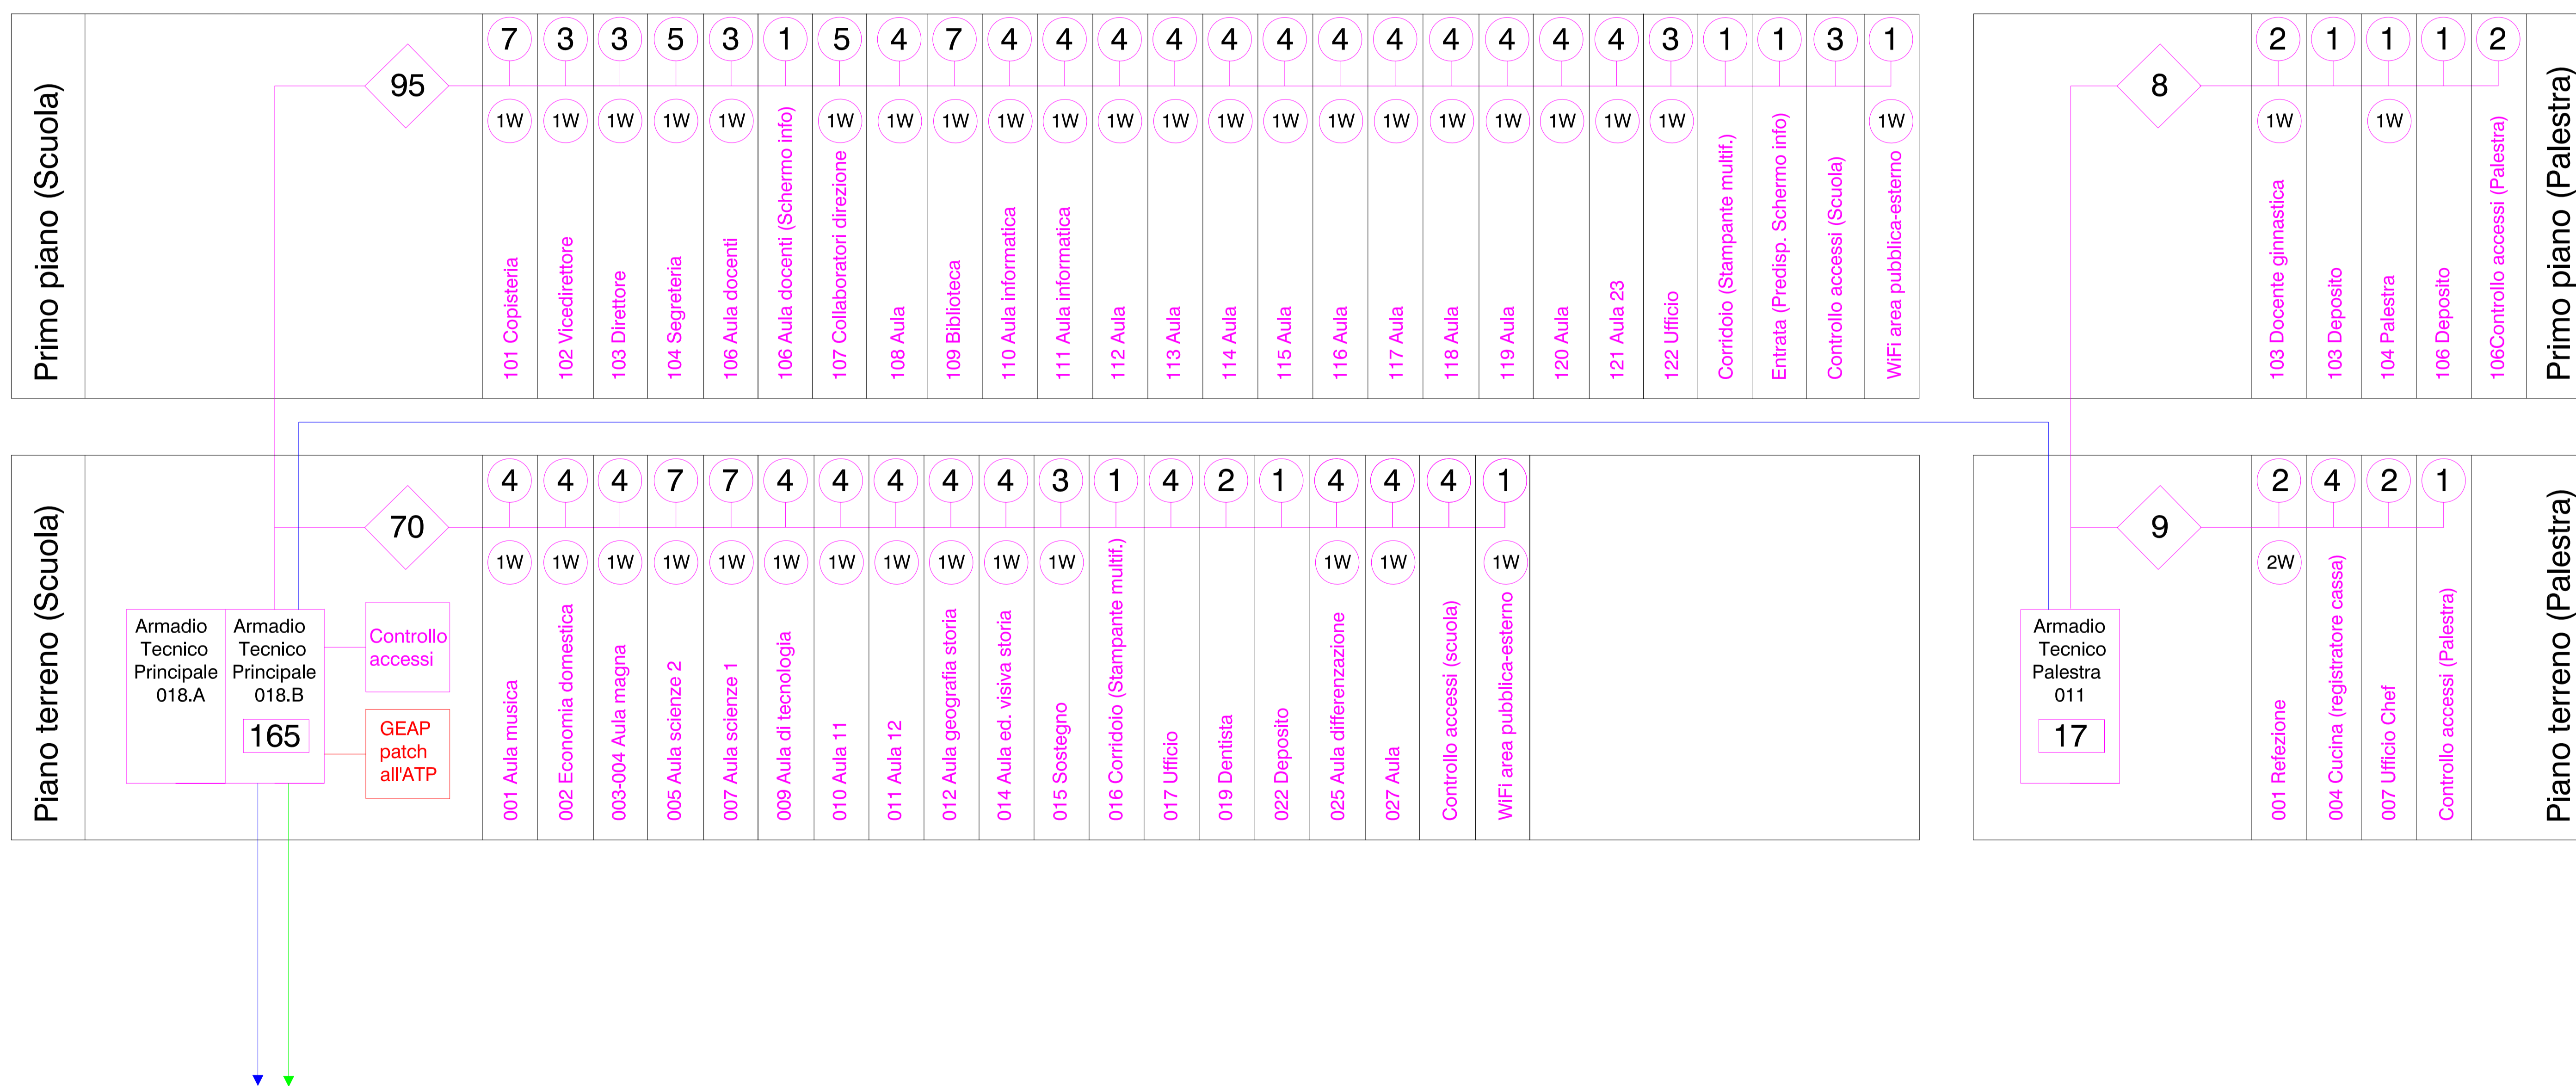 Primo piano (Scuola)
95
7 3 3 5 3 1 5 4 7 4 4 4 4 4 4 4 4 4 4 4 4 3 1 1 3 1
1W 1W 1W 1W 1W 1W 1W 1W 1W 1W 1W 1W 1W 1W 1W 1W 1W 1W 1W 1W 1W 1W
101 Copisteria
102 Vicedirettore
103 Direttore
104 Segreteria
106 Aula docenti
106 Aula docenti (Schermo info)
107 Collaboratori direzione
108 Aula
109 Biblioteca
110 Aula informatica
111 Aula informatica
112 Aula
113 Aula
114 Aula
115 Aula
116 Aula
117 Aula
118 Aula
119 Aula
120 Aula
121 Aula 23
122 Ufficio
Corridoio (Stampante multif.)
Entrata (Predisp. Schermo info)
Controllo accessi (Scuola)
WiFi area pubblica-esterno
8
2 1 1 1 2
1W 1W
103 Docente ginnastica
103 Deposito
104 Palestra
106 Deposito
106Controllo accessi (Palestra)
Primo piano (Palestra)
Piano terreno (Scuola)
70
4 4 4 7 7 4 4 4 4 4 3 1 4 2 1 4 4 4 1
1W 1W 1W 1W 1W 1W 1W 1W 1W 1W 1W 1W 1W 1W
Armadio
Tecnico
Principale
018.A
Armadio
Tecnico
Principale
018.B
165
Controllo
accessi
GEAP
patch
all'ATP
001 Aula musica
002 Economia domestica
003-004 Aula magna
005 Aula scienze 2
007 Aula scienze 1
009 Aula di tecnologia
010 Aula 11
011 Aula 12
012 Aula geografia storia
014 Aula ed. visiva storia
015 Sostegno
016 Corridoio (Stampante multif.)
017 Ufficio
019 Dentista
022 Deposito
025 Aula differenzazione
027 Aula
Controllo accessi (scuola)
WiFi area pubblica-esterno
9
2 4 2 1
2W
Armadio
Tecnico
Palestra
011
17
001 Refezione
004 Cucina (registratore cassa)
007 Ufficio Chef
Controllo accessi (Palestra)
Piano terreno (Palestra)